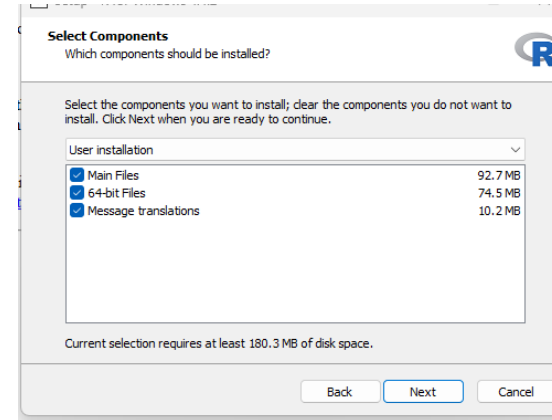 Select Components
Which components should be installed?
R
Select the components you want to install; clear the components you do not want to
install. Click Next when you are ready to continue.
User installation
Main Files 92.7 MB
64-bit Files 74.5 MB
Message translations 10.2 MB
Current selection requires at least 180.3 MB of disk space.
Back Next Cancel